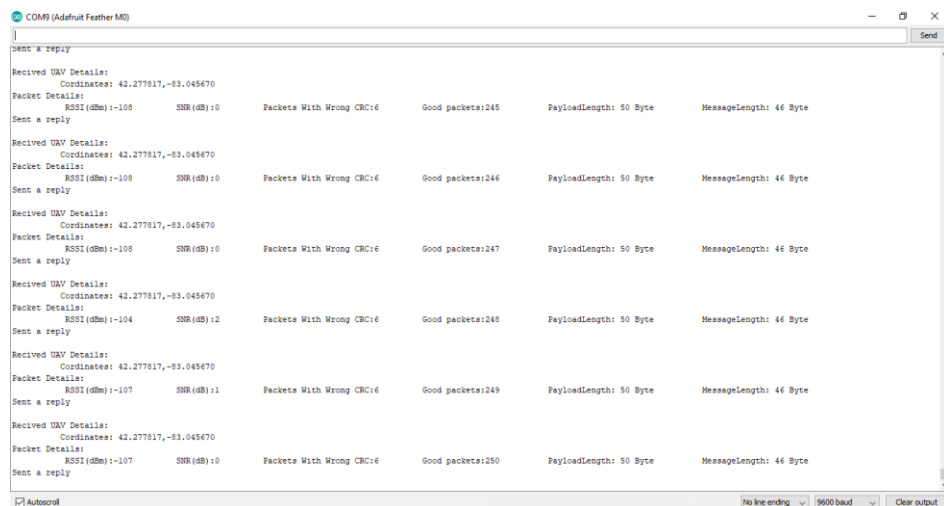 COM9 (Adafruit Feather M0)
Send
Sent a reply
Recived UAV Details:
Cordinates: 42.277817,-83.045670
Packet Details:
RSSI(dBm):-108 SNR(dB):0 Packets With Wrong CRC:6 Good packets:245 PayloadLength: 50 Byte MessageLength: 46 Byte
Sent a reply
Recived UAV Details:
Cordinates: 42.277817,-83.045670
Packet Details:
RSSI(dBm):-108 SNR(dB):0 Packets With Wrong CRC:6 Good packets:246 PayloadLength: 50 Byte MessageLength: 46 Byte
Sent a reply
Recived UAV Details:
Cordinates: 42.277817,-83.045670
Packet Details:
RSSI(dBm):-108 SNR(dB):0 Packets With Wrong CRC:6 Good packets:247 PayloadLength: 50 Byte MessageLength: 46 Byte
Sent a reply
Recived UAV Details:
Cordinates: 42.277817,-83.045670
Packet Details:
RSSI(dBm):-104 SNR(dB):2 Packets With Wrong CRC:6 Good packets:248 PayloadLength: 50 Byte MessageLength: 46 Byte
Sent a reply
Recived UAV Details:
Cordinates: 42.277817,-83.045670
Packet Details:
RSSI(dBm):-107 SNR(dB):1 Packets With Wrong CRC:6 Good packets:249 PayloadLength: 50 Byte MessageLength: 46 Byte
Sent a reply
Recived UAV Details:
Cordinates: 42.277817,-83.045670
Packet Details:
RSSI(dBm):-107 SNR(dB):0 Packets With Wrong CRC:6 Good packets:250 PayloadLength: 50 Byte MessageLength: 46 Byte
Sent a reply
Autoscroll No line ending 9600 baud Clear output